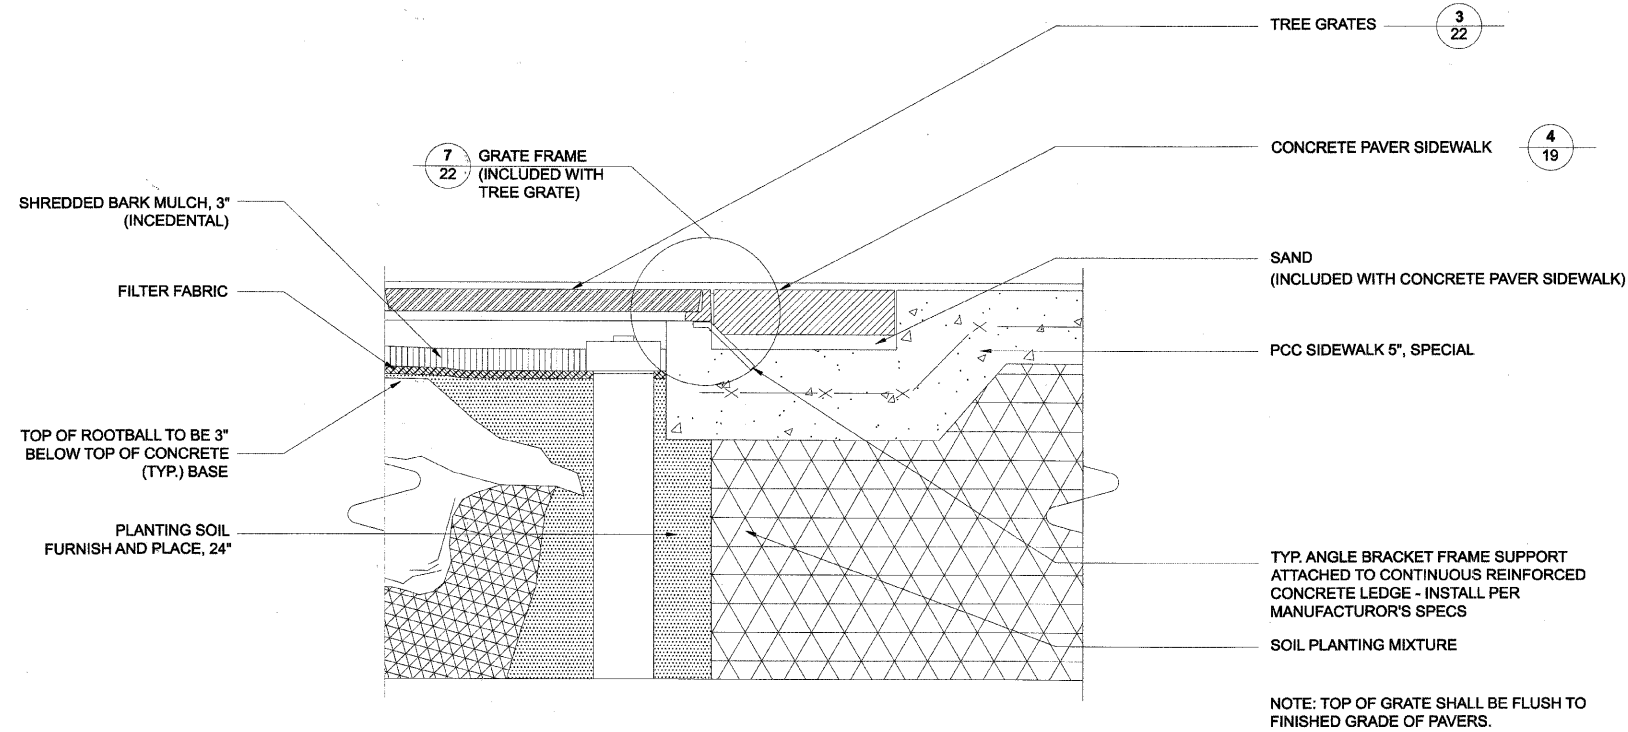 TREE GRATES
3
22
CONCRETE PAVER SIDEWALK
4
19
7
22
GRATE FRAME
(INCLUDED WITH
TREE GRATE)
SHREDDED BARK MULCH, 3"
(INCEDENTAL)
FILTER FABRIC
TOP OF ROOTBALL TO BE 3"
BELOW TOP OF CONCRETE
(TYP.) BASE
PLANTING SOIL
FURNISH AND PLACE, 24"
SAND
(INCLUDED WITH CONCRETE PAVER SIDEWALK)
PCC SIDEWALK 5", SPECIAL
TYP. ANGLE BRACKET FRAME SUPPORT
ATTACHED TO CONTINUOUS REINFORCED
CONCRETE LEDGE - INSTALL PER
MANUFACTUROR'S SPECS
SOIL PLANTING MIXTURE
NOTE: TOP OF GRATE SHALL BE FLUSH TO
FINISHED GRADE OF PAVERS.